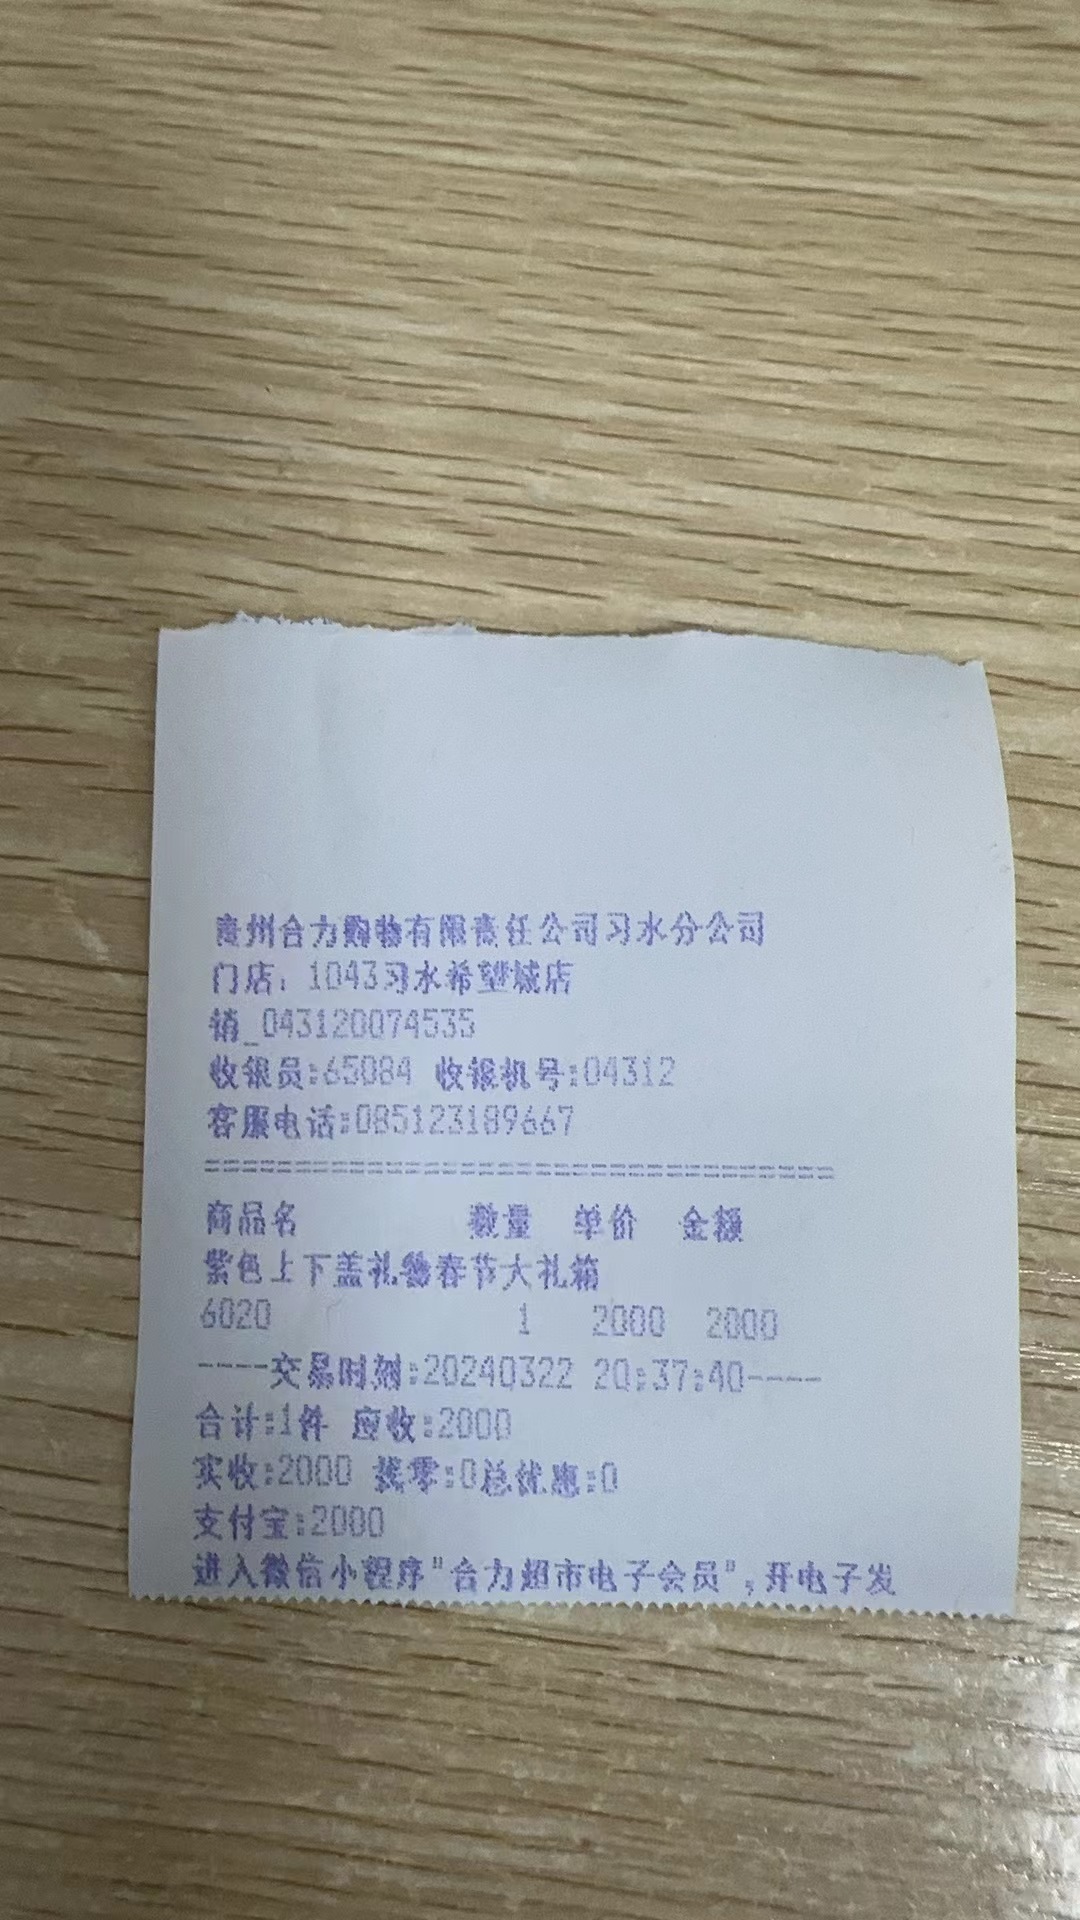 贵州合力购物有限责任公司习水分公司
门店：1043习水希望城店
销_043120074535
收银员:65084 收银机号:04312
客服电话:085123189667
商品名 数量 单价 金额
紫色上下盖礼物春节大礼箱
6020 1 2000 2000
----交易时刻:20240322 20:37:40----
合计:1件 应收:2000
实收:2000 找零:0总优惠:0
支付宝:2000
进入微信小程序"合力超市电子会员",开电子发